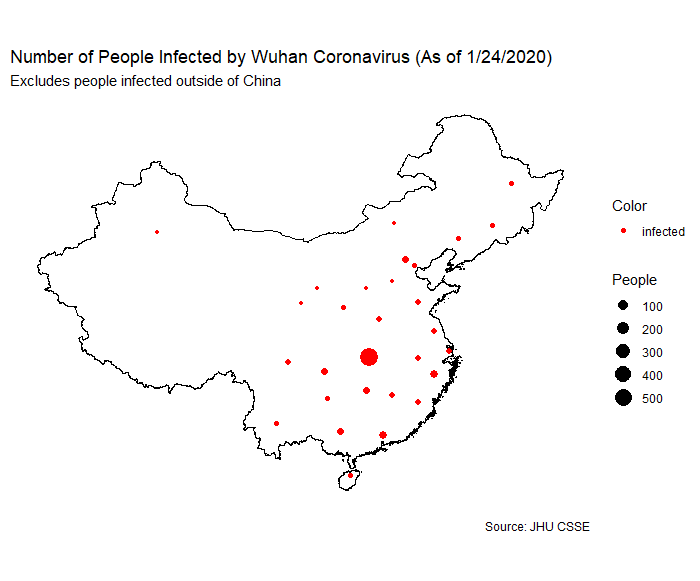 Number of People Infected by Wuhan Coronavirus (As of 1/24/2020)
Excludes people infected outside of China
Color
infected
People
100
200
300
400
500
Source: JHU CSSE